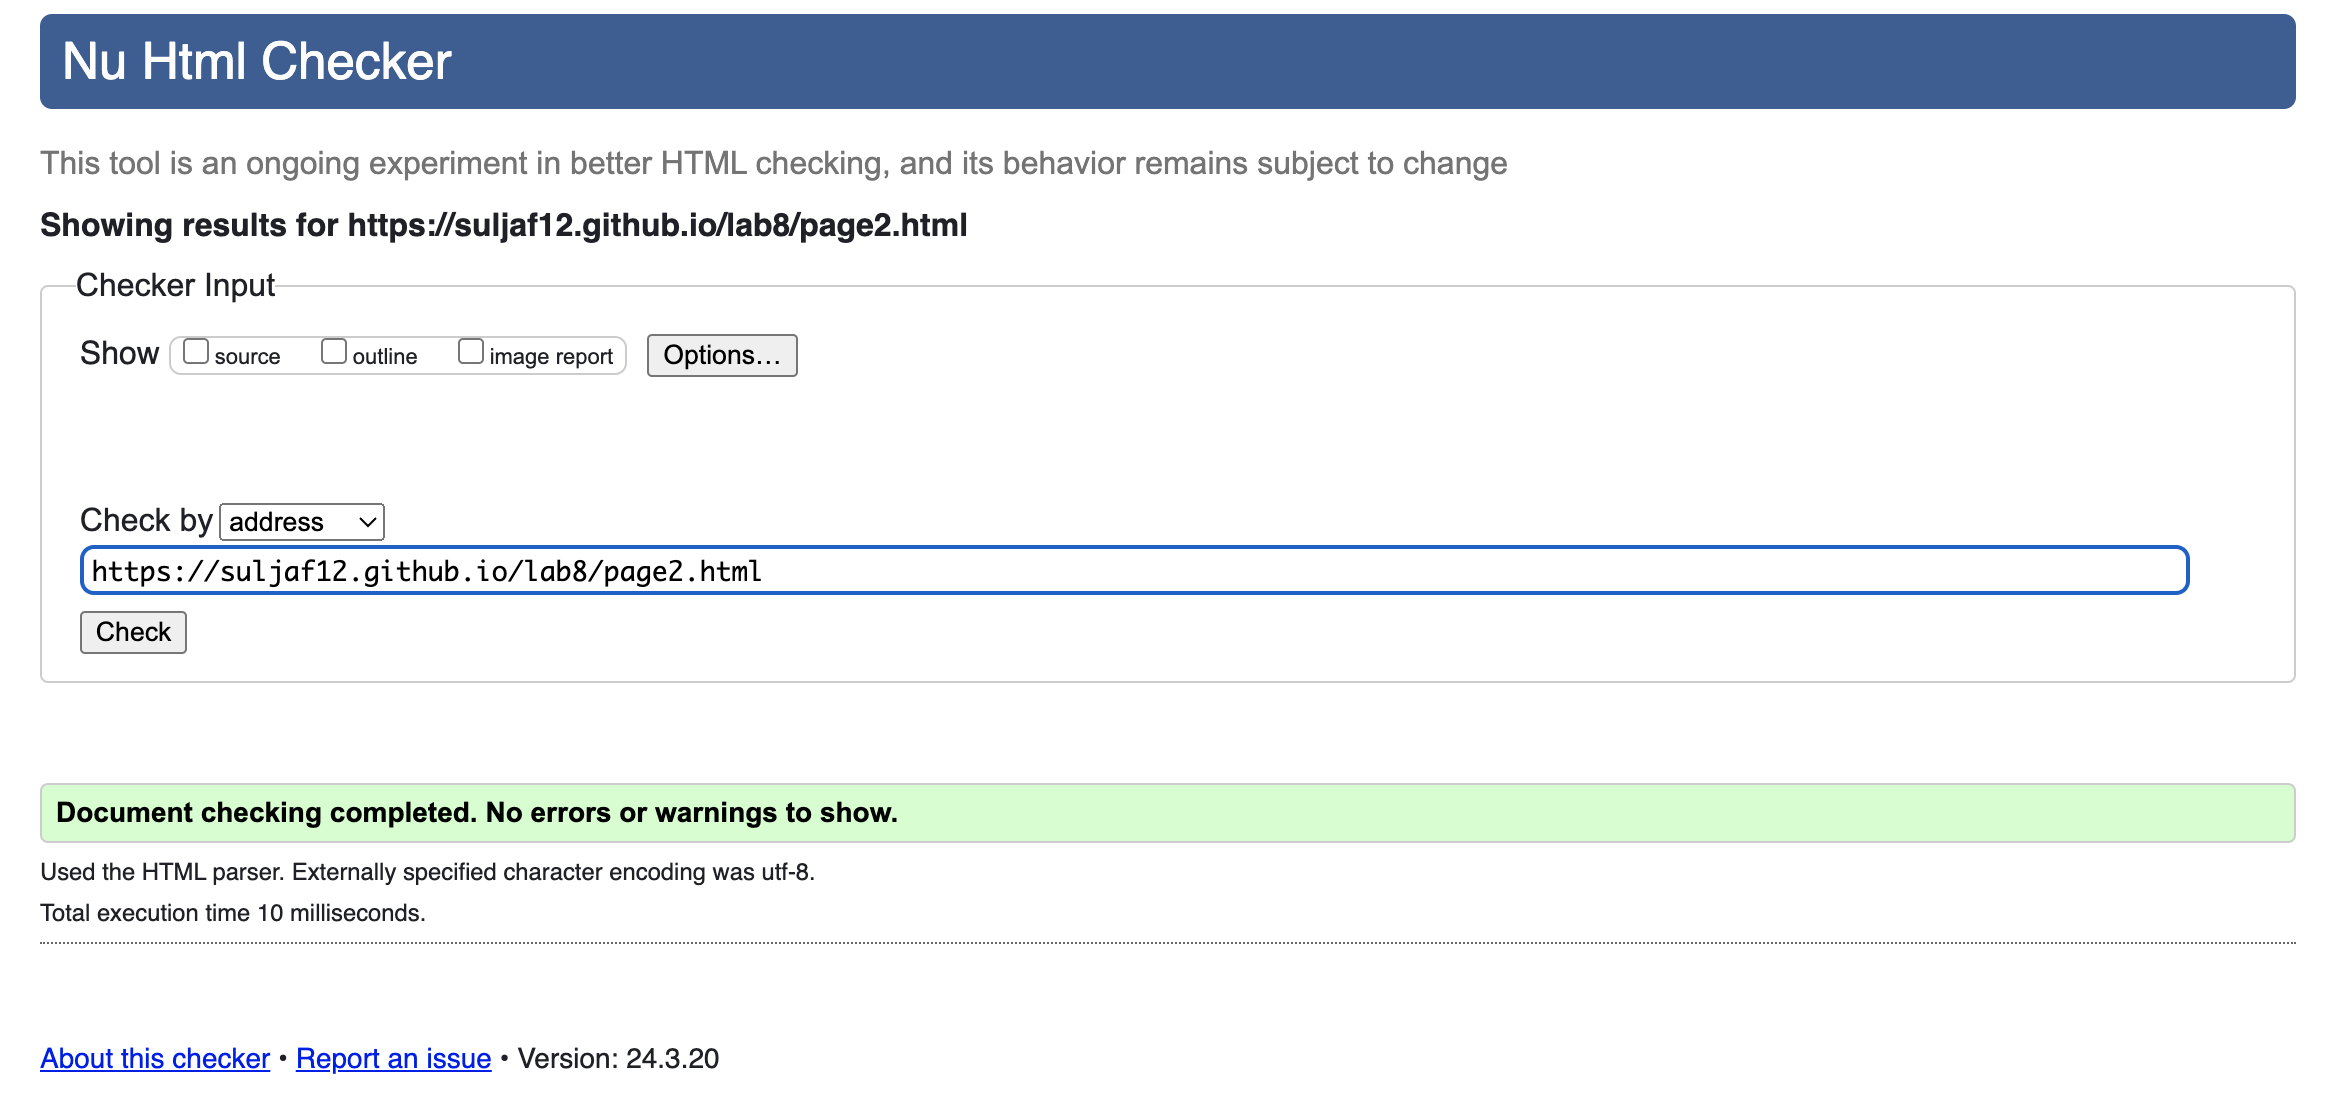 Nu Html Checker
This tool is an ongoing experiment in better HTML checking, and its behavior remains subject to change
Showing results for https://suljaf12.github.io/lab8/page2.html
Checker Input
Show source outline image report Options…
Check by address
https://suljaf12.github.io/lab8/page2.html
Check
Document checking completed. No errors or warnings to show.
Used the HTML parser. Externally specified character encoding was utf-8.
Total execution time 10 milliseconds.
About this checker • Report an issue • Version: 24.3.20